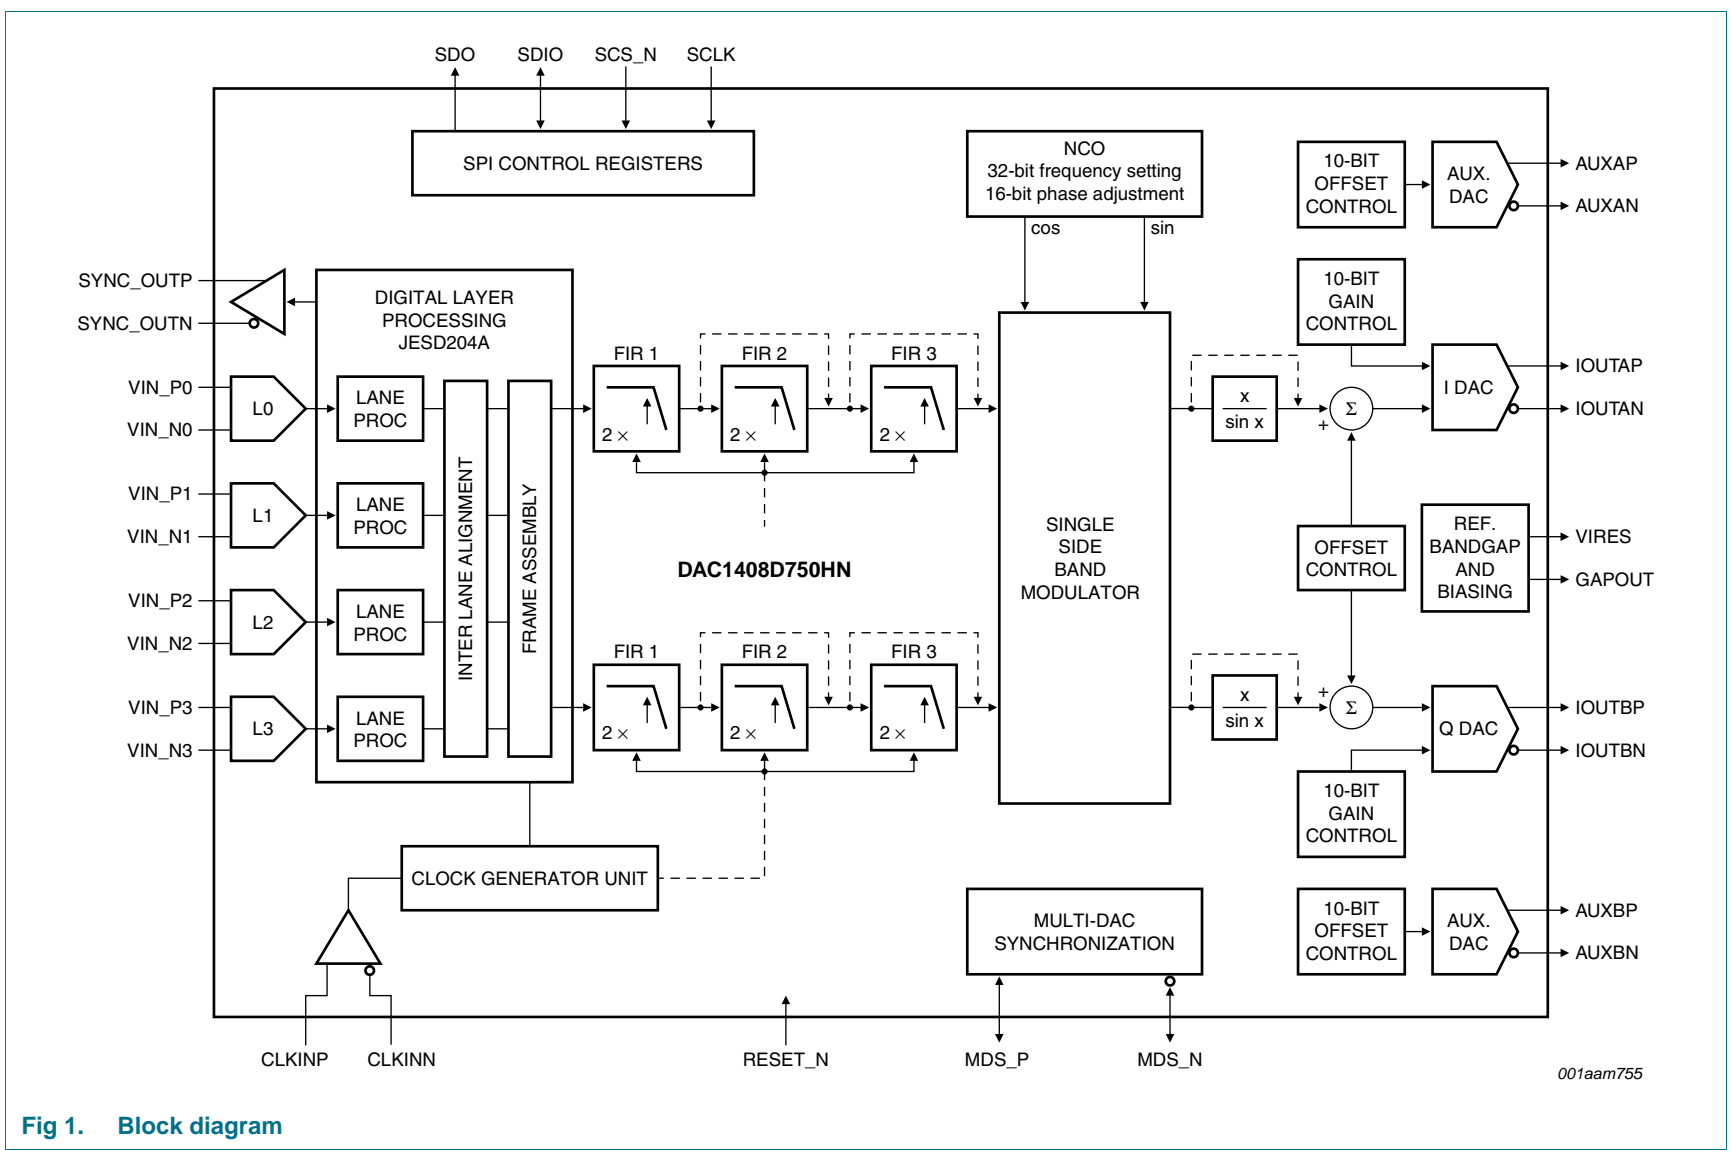 SDO SDIO SCS_N SCLK
SPI CONTROL REGISTERS
NCO
32-bit frequency setting
16-bit phase adjustment
cos sin
10-BIT
OFFSET
CONTROL
AUX.
DAC
AUXAP
AUXAN
SYNC_OUTP
SYNC_OUTN
DIGITAL LAYER
PROCESSING
JESD204A
10-BIT
GAIN
CONTROL
VIN_P0
VIN_N0
L0
LANE
PROC
FIR 1
2 ×
FIR 2
2 ×
FIR 3
2 ×
x
sin x
+
Σ
I DAC
IOUTAP
IOUTAN
VIN_P1
VIN_N1
L1
LANE
PROC
INTER LANE ALIGNMENT
FRAME ASSEMBLY
DAC1408D750HN
SINGLE
SIDE
BAND
MODULATOR
OFFSET
CONTROL
REF.
BANDGAP
AND
BIASING
VIRES
GAPOUT
VIN_P2
VIN_N2
L2
LANE
PROC
VIN_P3
VIN_N3
L3
LANE
PROC
FIR 1
2 ×
FIR 2
2 ×
FIR 3
2 ×
x
sin x
+
Σ
Q DAC
IOUTBP
IOUTBN
10-BIT
GAIN
CONTROL
CLOCK GENERATOR UNIT
MULTI-DAC
SYNCHRONIZATION
10-BIT
OFFSET
CONTROL
AUX.
DAC
AUXBP
AUXBN
CLKINP CLKINN RESET_N MDS_P MDS_N
001aam755
Fig 1. Block diagram